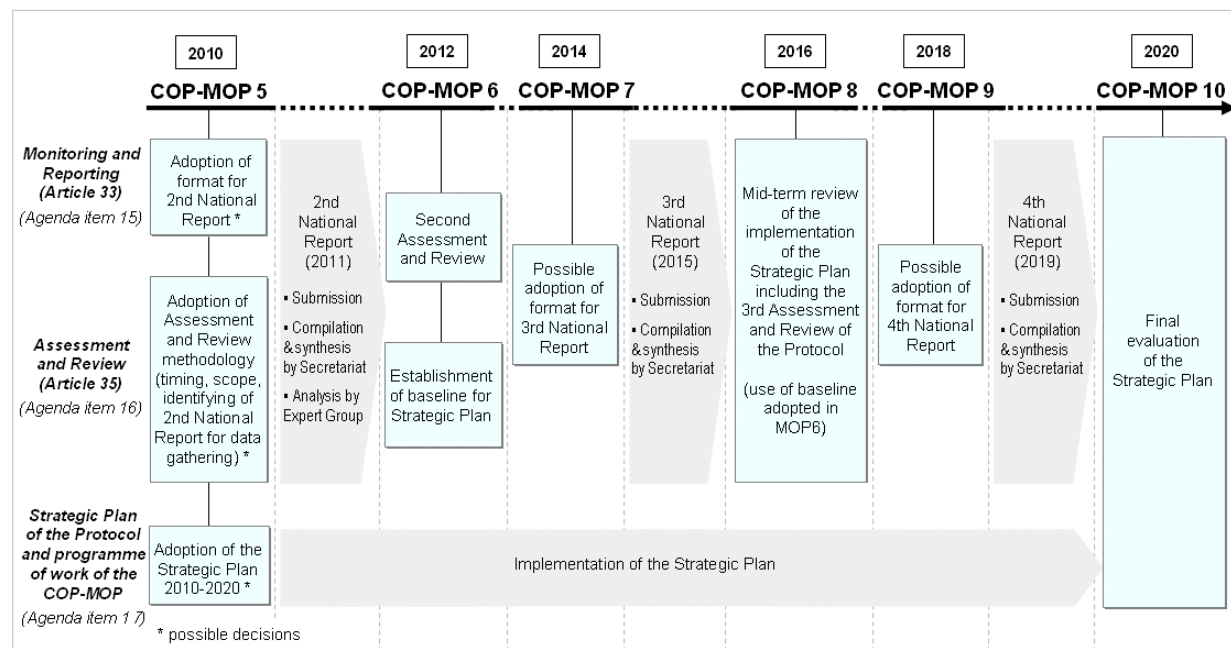 2010
2012
2014
2016
2018
2020
COP-MOP 5
COP-MOP 6
COP-MOP 7
COP-MOP 8
COP-MOP 9
COP-MOP 10
Monitoring and
Reporting
(Article 33)
(Agenda item 15)
Assessment
and Review
(Article 35)
(Agenda item 16)
Strategic Plan
of the Protocol
and programme
of work of the
COP-MOP
(Agenda item 1 7)
Adoption of
format for
2nd National
Report *
Adoption of
Assessment
and Review
methodology
(timing, scope,
identifying of
2nd National
Report for data
gathering) *
Adoption of the
Strategic Plan
2010-2020 *
* possible decisions
2nd
National
Report
(2011)
▪ Submission
▪ Compilation
& synthesis
by Secretariat
▪ Analysis by
Expert Group
Second
Assessment
and Review
Establishment
of baseline for
Strategic Plan
Possible
adoption of
format for
3rd National
Report
3rd
National
Report
(2015)
▪ Submission
▪ Compilation
& synthesis
by Secretariat
Mid-term review
of the
implementation
of the
Strategic Plan
including the
3rd Assessment
and Review of
the Protocol
(use of baseline
adopted in
MOP6)
Possible
adoption of
format for
4th National
Report
4th
National
Report
(2019)
▪ Submission
▪ Compilation
& synthesis
by Secretariat
Final
evaluation
of the
Strategic Plan
Implementation of the Strategic Plan